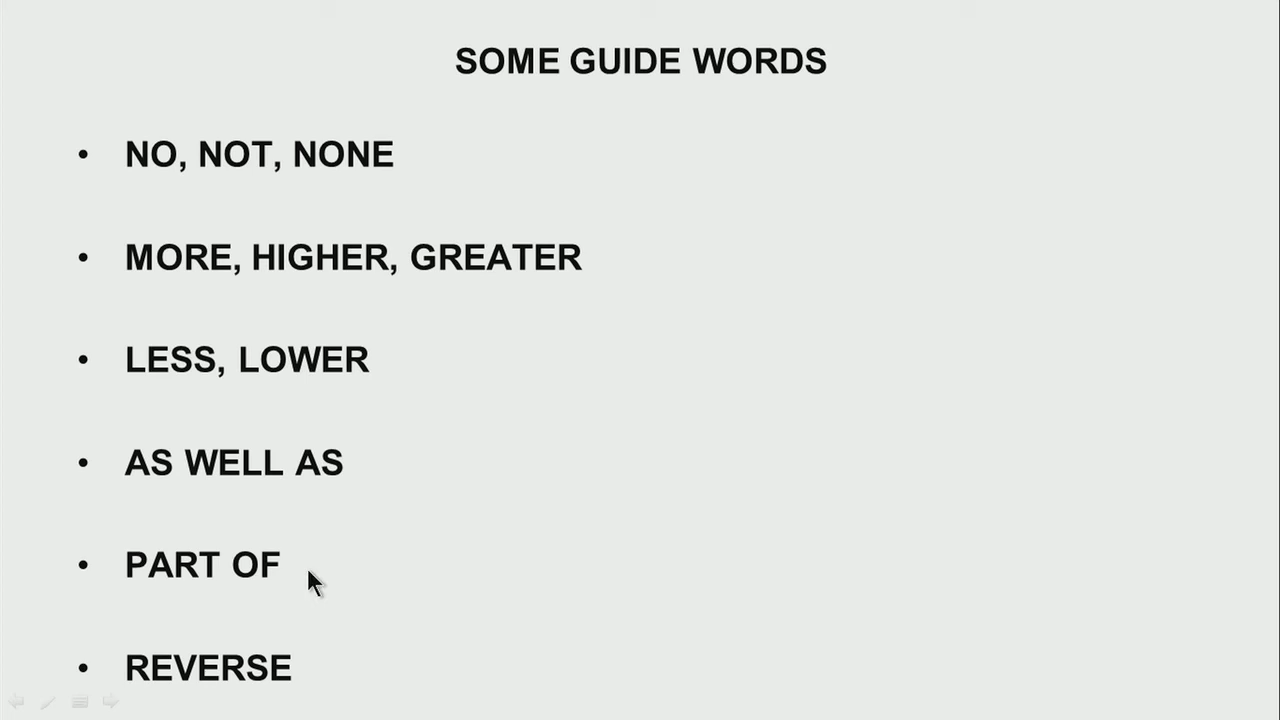 SOME GUIDE WORDS
• NO, NOT, NONE
• MORE, HIGHER, GREATER
• LESS, LOWER
• AS WELL AS
• PART OF
• REVERSE